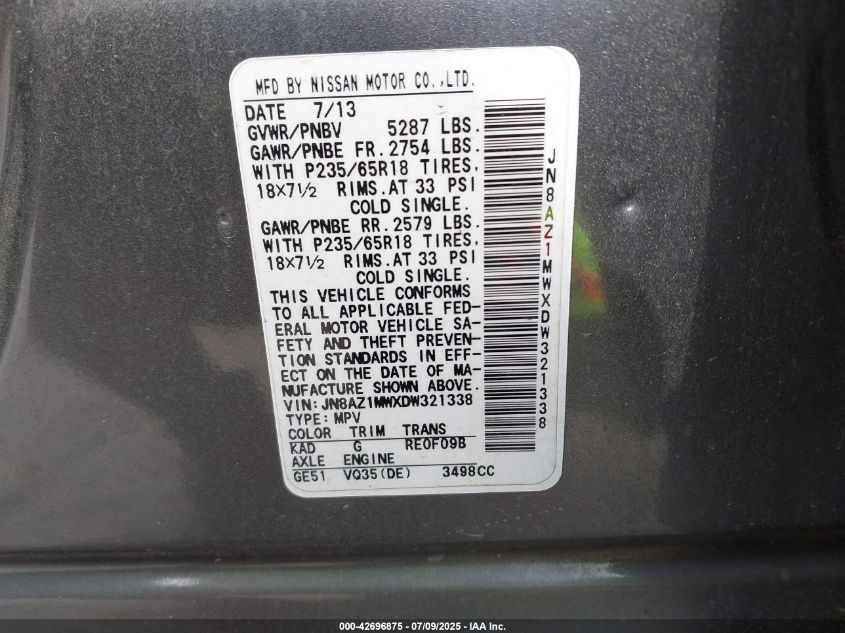 MFD BY NISSAN MOTOR CO.,LTD.
DATE 7/13
GVWR/PNBV 5287 LBS.
GAWR/PNBE FR. 2754 LBS.
WITH P235/65R18 TIRES,
18X7½ RIMS.AT 33 PSI
COLD SINGLE.
GAWR/PNBE RR. 2579 LBS.
WITH P235/65R18 TIRES,
18X7½ RIMS.AT 33 PSI
COLD SINGLE.
THIS VEHICLE CONFORMS
TO ALL APPLICABLE FED-
ERAL MOTOR VEHICLE SA-
FETY AND THEFT PREVEN-
TION STANDARDS IN EFF-
ECT ON THE DATE OF MA-
NUFACTURE SHOWN ABOVE.
VIN:JN8AZ1MWXDW321338
TYPE: MPV
COLOR TRIM TRANS
KAD G RE0F09B
AXLE ENGINE
GE51 VQ35(DE) 3498CC
JN8AZ1MWXDW321338
000-42696875 / 07/09/2025 - IAA Inc.